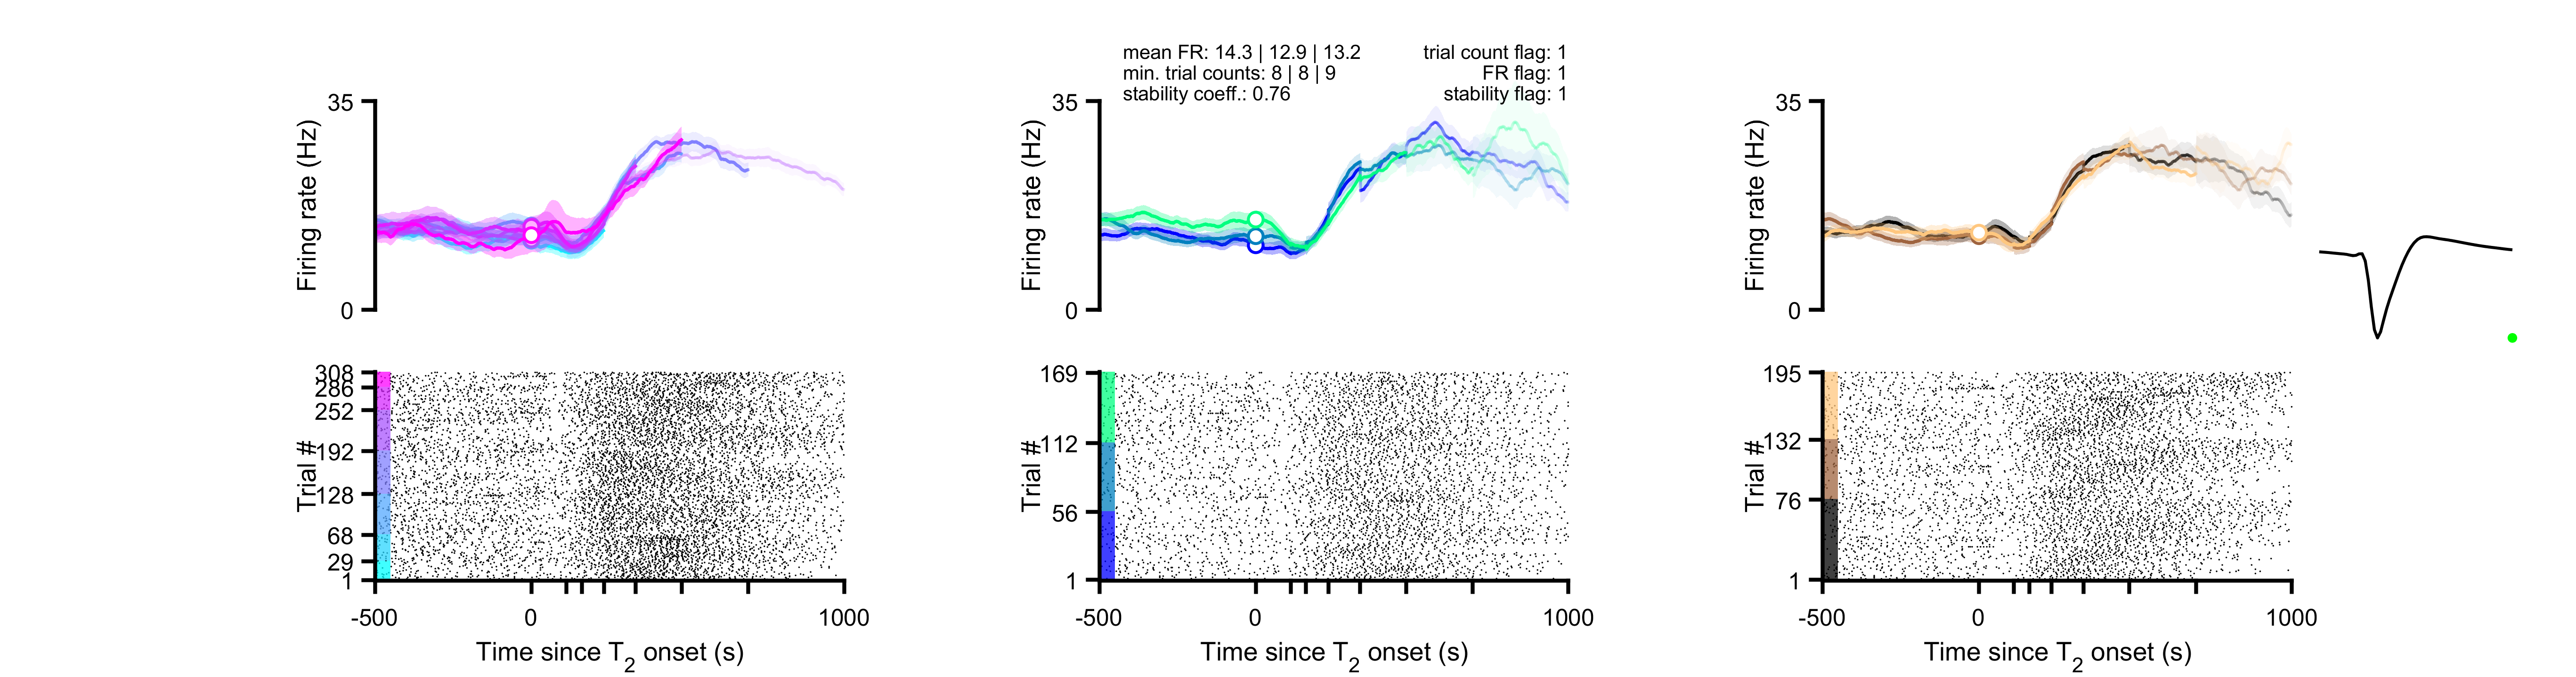 mean FR: 14.3 | 12.9 | 13.2
min. trial counts: 8 | 8 | 9
stability coeff.: 0.76
trial count flag: 1
FR flag: 1
stability flag: 1
35
Firing rate (Hz)
0
35
Firing rate (Hz)
0
35
Firing rate (Hz)
0
308
286
252
192
128
68
29
1
Trial #
-500
0
1000
Time since T2 onset (s)
169
112
56
1
Trial #
-500
0
1000
Time since T2 onset (s)
195
132
76
1
Trial #
-500
0
1000
Time since T2 onset (s)